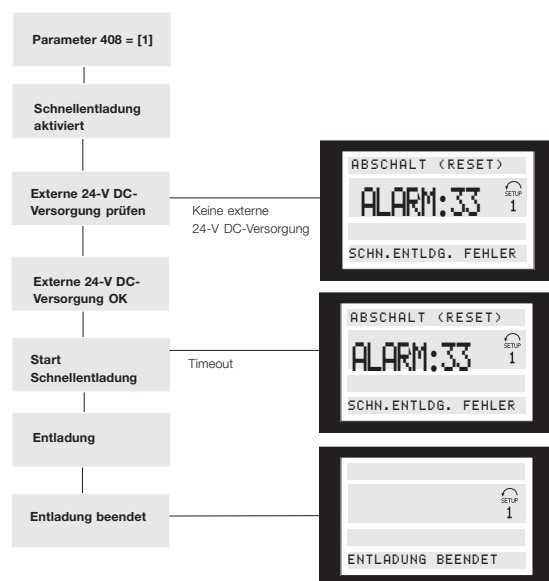 Parameter 408 = [1]
Schnellentladung
aktiviert
Externe 24-V DC-
Versorgung prüfen
Keine externe
24-V DC-Versorgung
ABSCHALT (RESET)
ALARM:33
SETUP
1
SCHN.ENTLDG. FEHLER
Externe 24-V DC-
Versorgung OK
Start
Schnellentladung
Timeout
ABSCHALT (RESET)
ALARM:33
SETUP
1
SCHN.ENTLDG. FEHLER
Entladung
Entladung beendet
SETUP
1
ENTLADUNG BEENDET